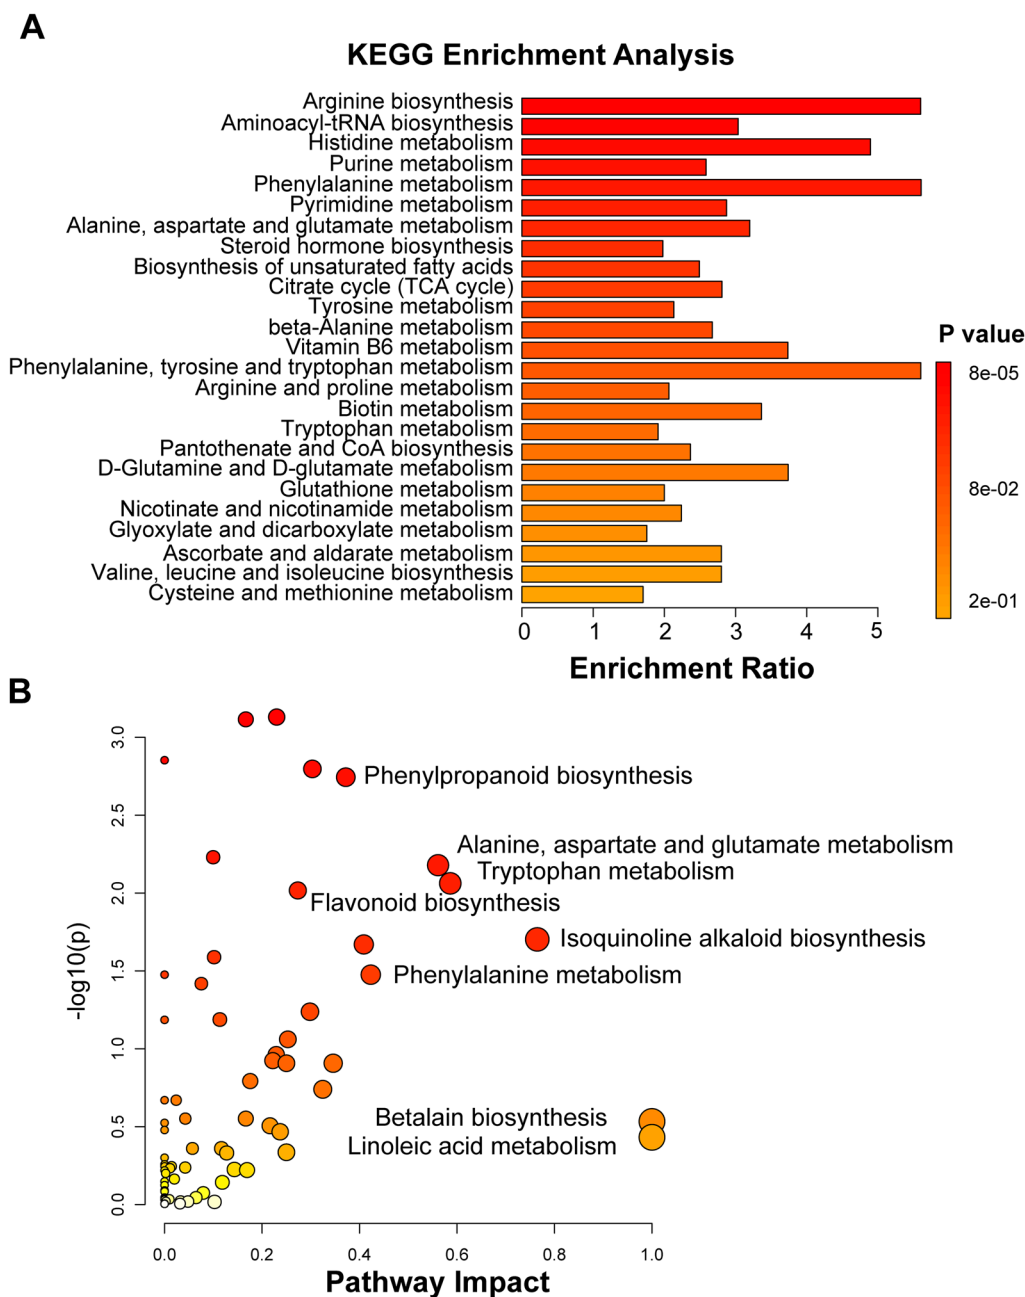 A
KEGG Enrichment Analysis
Arginine biosynthesis
Aminoacyl-tRNA biosynthesis
Histidine metabolism
Purine metabolism
Phenylalanine metabolism
Pyrimidine metabolism
Alanine, aspartate and glutamate metabolism
Steroid hormone biosynthesis
Biosynthesis of unsaturated fatty acids
Citrate cycle (TCA cycle)
Tyrosine metabolism
beta-Alanine metabolism
Vitamin B6 metabolism
Phenylalanine, tyrosine and tryptophan metabolism
Arginine and proline metabolism
Biotin metabolism
Tryptophan metabolism
Pantothenate and CoA biosynthesis
D-Glutamine and D-glutamate metabolism
Glutathione metabolism
Nicotinate and nicotinamide metabolism
Glyoxylate and dicarboxylate metabolism
Ascorbate and aldarate metabolism
Valine, leucine and isoleucine biosynthesis
Cysteine and methionine metabolism
0 1 2 3 4 5
Enrichment Ratio
P value
8e-05
8e-02
2e-01
B
-log10(p)
3.0
2.5
2.0
1.5
1.0
0.5
0.0
Phenylpropanoid biosynthesis
Alanine, aspartate and glutamate metabolism
Tryptophan metabolism
Flavonoid biosynthesis
Isoquinoline alkaloid biosynthesis
Phenylalanine metabolism
Betalain biosynthesis
Linoleic acid metabolism
0.0 0.2 0.4 0.6 0.8 1.0
Pathway Impact